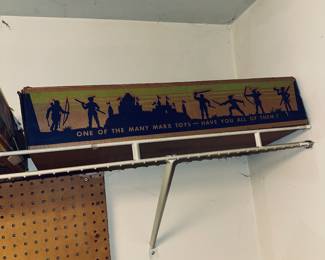 ONE OF THE MANY MARX TOYS — HAVE YOU ALL OF THEM?